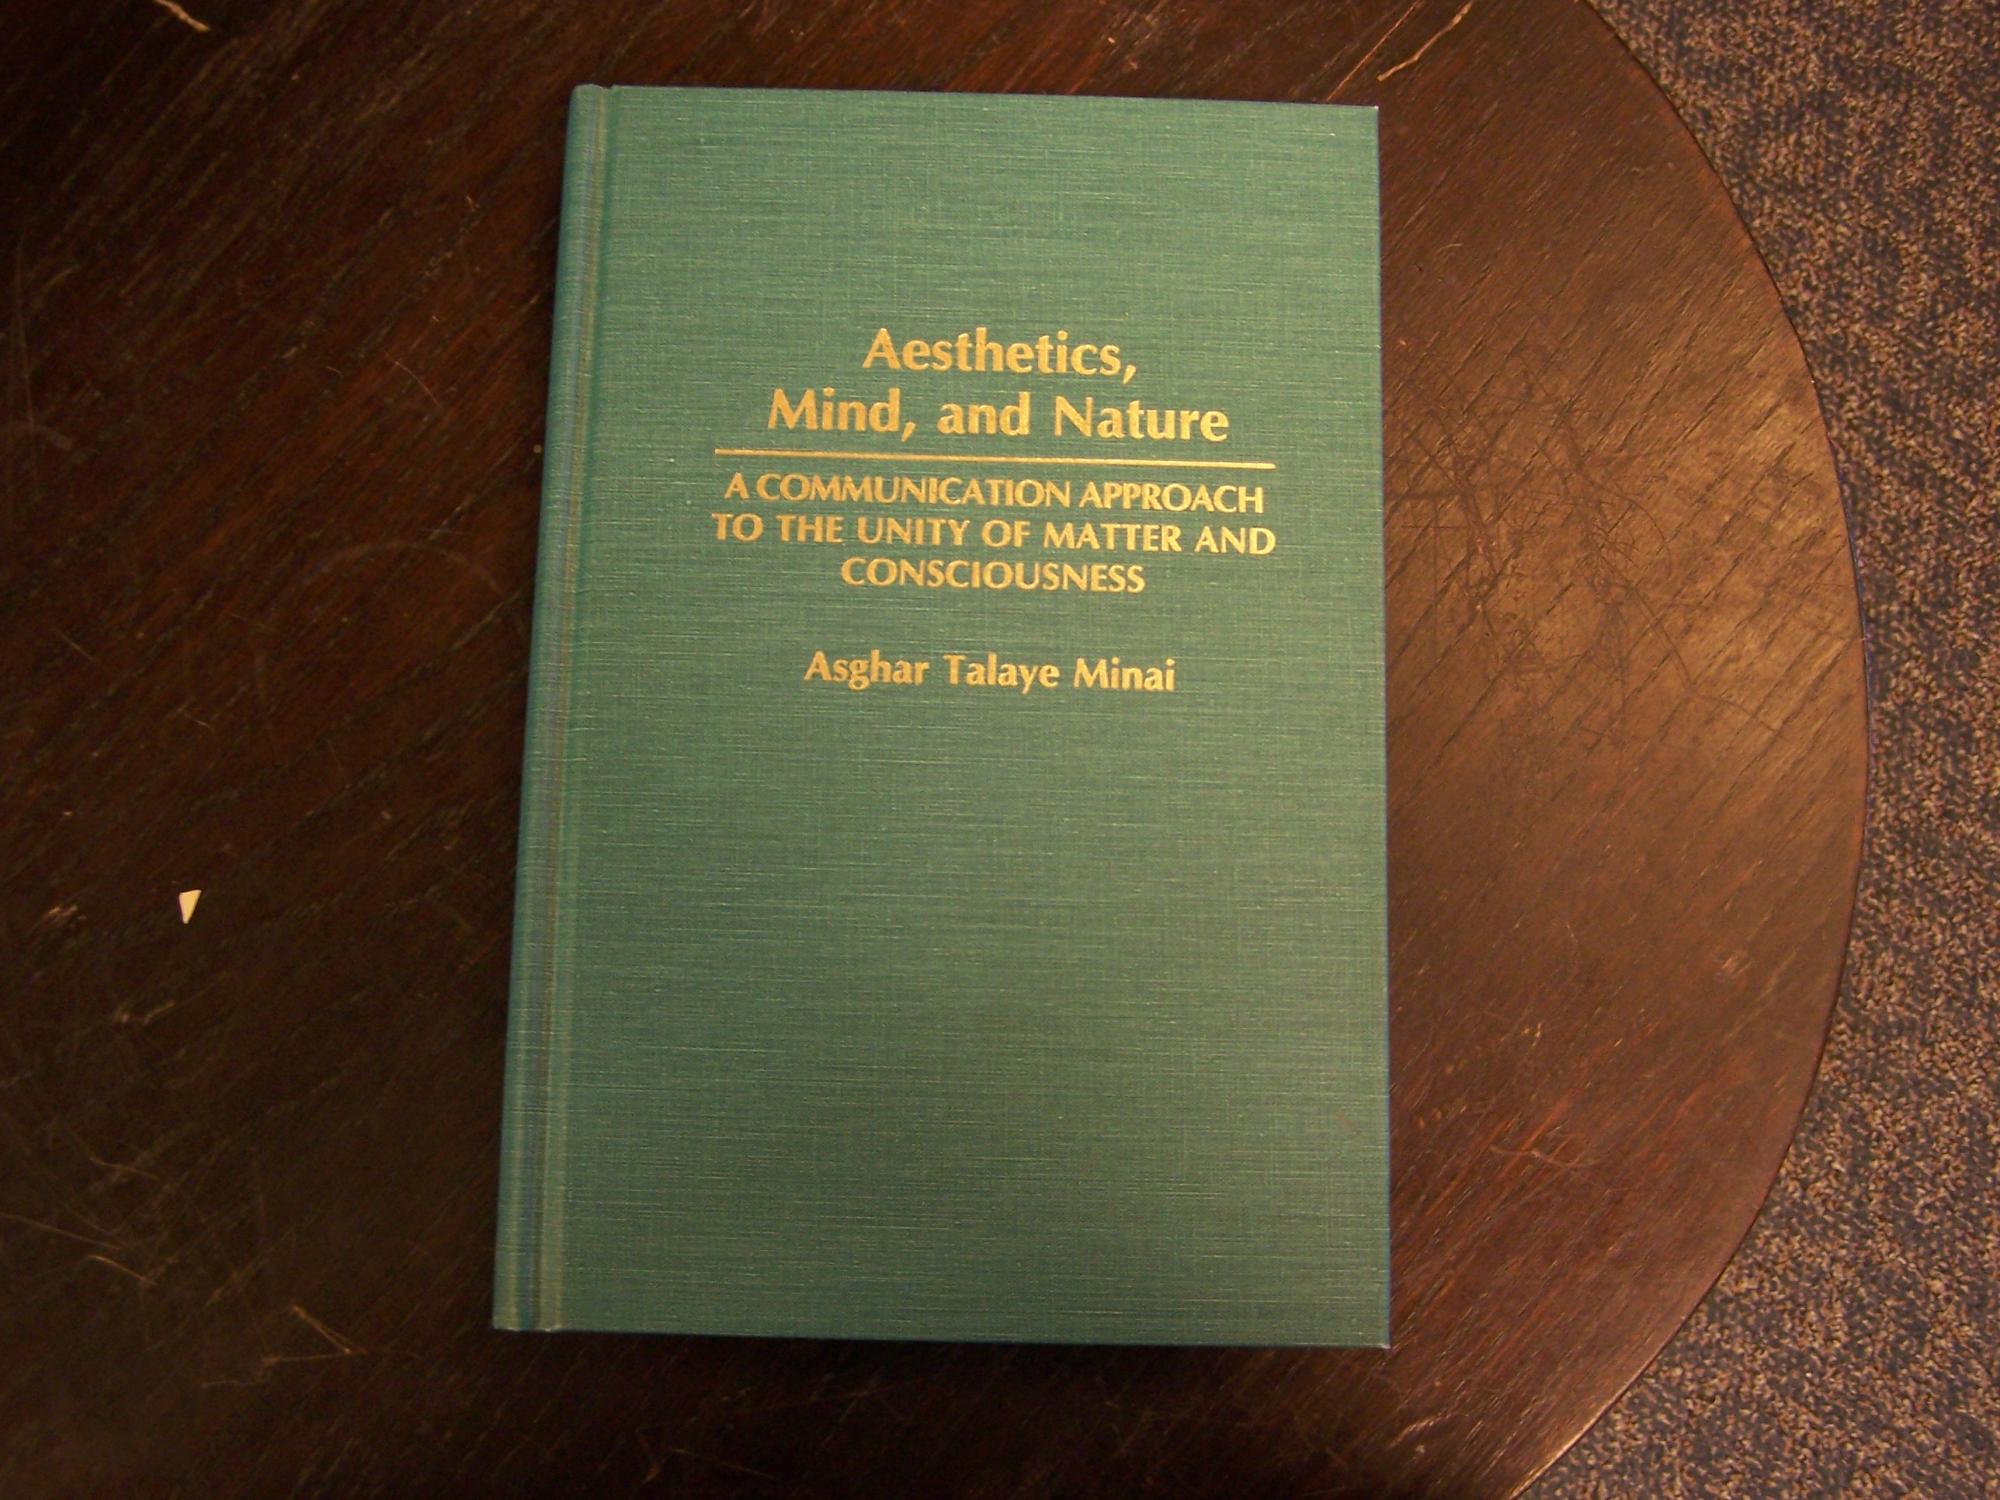 Aesthetics,
Mind, and Nature
A COMMUNICATION APPROACH
TO THE UNITY OF MATTER AND
CONSCIOUSNESS
Asghar Talaye Minai